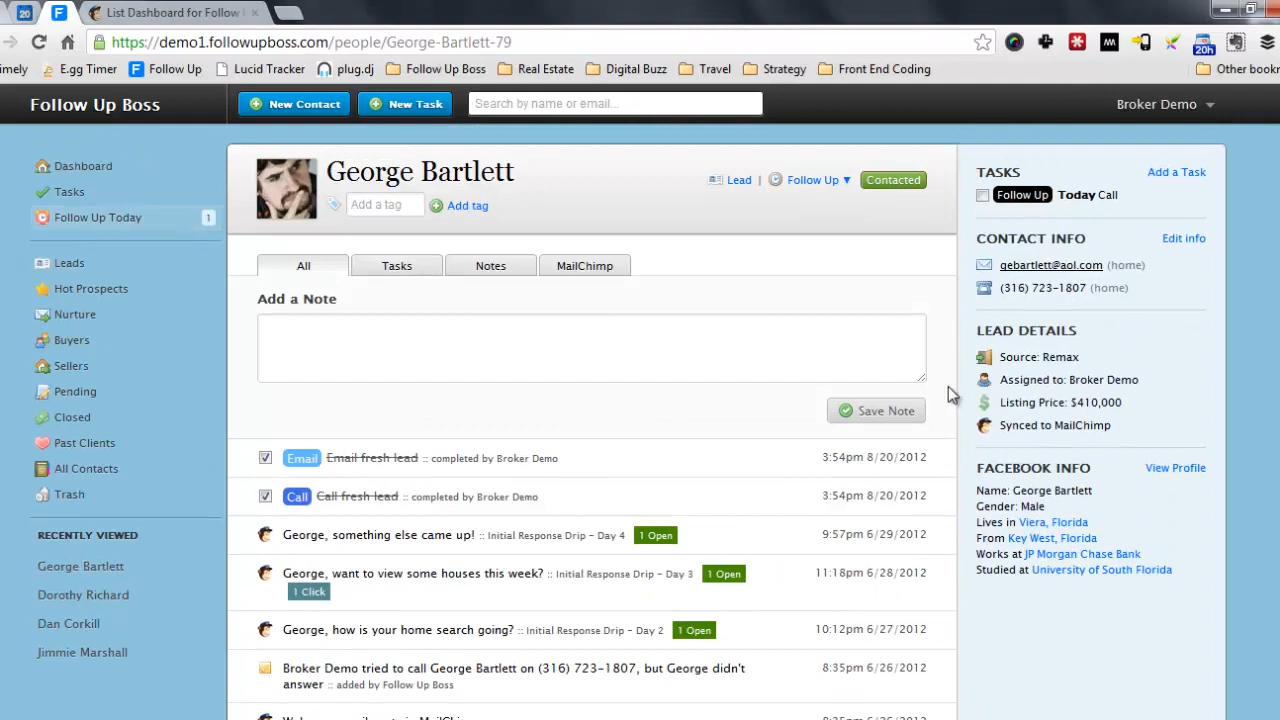 20
List Dashboard for Follow
https://demo1.followupboss.com/people/George-Bartlett-79
20h
imely
E.gg Timer
Follow Up
Lucid Tracker
plug.dj
Follow Up Boss
Real Estate
Digital Buzz
Travel
Strategy
Front End Coding
Other bookr
Follow Up Boss
New Contact
New Task
Search by name or email...
Broker Demo
Dashboard
Tasks
Follow Up Today 1
Leads
Hot Prospects
Nurture
Buyers
Sellers
Pending
Closed
Past Clients
All Contacts
Trash
RECENTLY VIEWED
George Bartlett
Dorothy Richard
Dan Corkill
Jimmie Marshall
George Bartlett
Lead | Follow Up ▼ Contacted
Add a tag Add tag
All Tasks Notes MailChimp
Add a Note
Save Note
Email Email fresh lead :: completed by Broker Demo 3:54pm 8/20/2012
Call Call fresh lead :: completed by Broker Demo 3:54pm 8/20/2012
George, something else came up! :: Initial Response Drip - Day 4 1 Open 9:57pm 6/29/2012
George, want to view some houses this week? :: Initial Response Drip - Day 3 1 Open 11:18pm 6/28/2012
1 Click
George, how is your home search going? :: Initial Response Drip - Day 2 1 Open 10:12pm 6/27/2012
Broker Demo tried to call George Bartlett on (316) 723-1807, but George didn't 8:35pm 6/26/2012
answer :: added by Follow Up Boss
TASKS Add a Task
Follow Up Today Call
CONTACT INFO Edit info
gebartlett@aol.com (home)
(316) 723-1807 (home)
LEAD DETAILS
Source: Remax
Assigned to: Broker Demo
Listing Price: $410,000
Synced to MailChimp
FACEBOOK INFO View Profile
Name: George Bartlett
Gender: Male
Lives in Viera, Florida
From Key West, Florida
Works at JP Morgan Chase Bank
Studied at University of South Florida